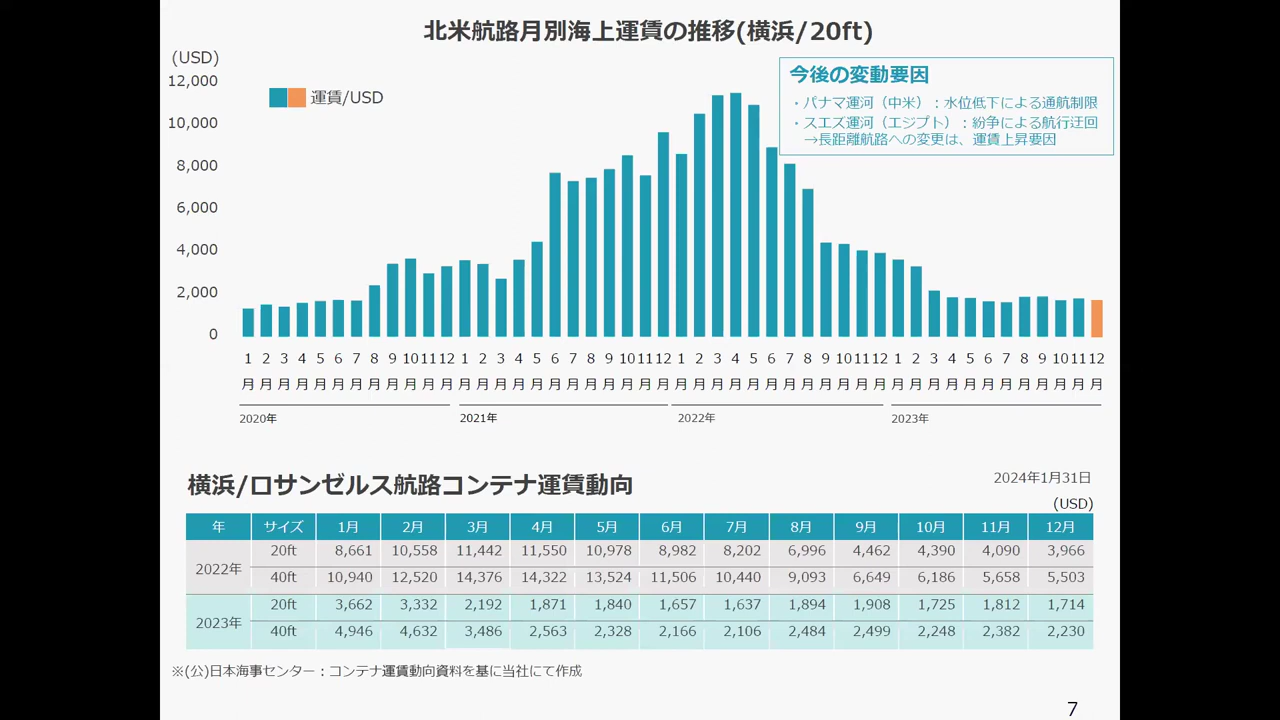 北米航路月別海上運賃の推移(横浜/20ft)
(USD)
12,000
10,000
8,000
6,000
4,000
2,000
0
運賃/USD
今後の変動要因
・パナマ運河（中米）：水位低下による通航制限
・スエズ運河（エジプト）：紛争による航行迂回
→長距離航路への変更は、運賃上昇要因
1 2 3 4 5 6 7 8 9 10 11 12 1 2 3 4 5 6 7 8 9 10 11 12 1 2 3 4 5 6 7 8 9 10 11 12 1 2 3 4 5 6 7 8 9 10 11 12
月 月 月 月 月 月 月 月 月 月 月 月 月 月 月 月 月 月 月 月 月 月 月 月 月 月 月 月 月 月 月 月 月 月 月 月 月 月 月 月 月 月 月 月 月 月 月 月
2020年 2021年 2022年 2023年
横浜/ロサンゼルス航路コンテナ運賃動向
2024年1月31日
(USD)
年 サイズ 1月 2月 3月 4月 5月 6月 7月 8月 9月 10月 11月 12月
2022年
20ft 8,661 10,558 11,442 11,550 10,978 8,982 8,202 6,996 4,462 4,390 4,090 3,966
40ft 10,940 12,520 14,376 14,322 13,524 11,506 10,440 9,093 6,649 6,186 5,658 5,503
2023年
20ft 3,662 3,332 2,192 1,871 1,840 1,657 1,637 1,894 1,908 1,725 1,812 1,714
40ft 4,946 4,632 3,486 2,563 2,328 2,166 2,106 2,484 2,499 2,248 2,382 2,230
※(公)日本海事センター：コンテナ運賃動向資料を基に当社にて作成
7